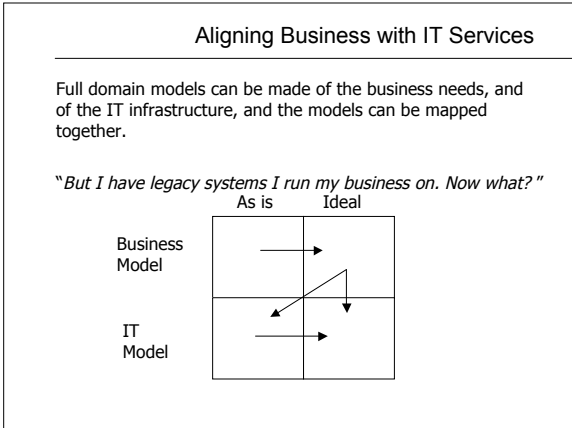 Aligning Business with IT Services
Full domain models can be made of the business needs, and
of the IT infrastructure, and the models can be mapped
together.
“But I have legacy systems I run my business on. Now what? ”
As is Ideal
Business
Model
IT
Model